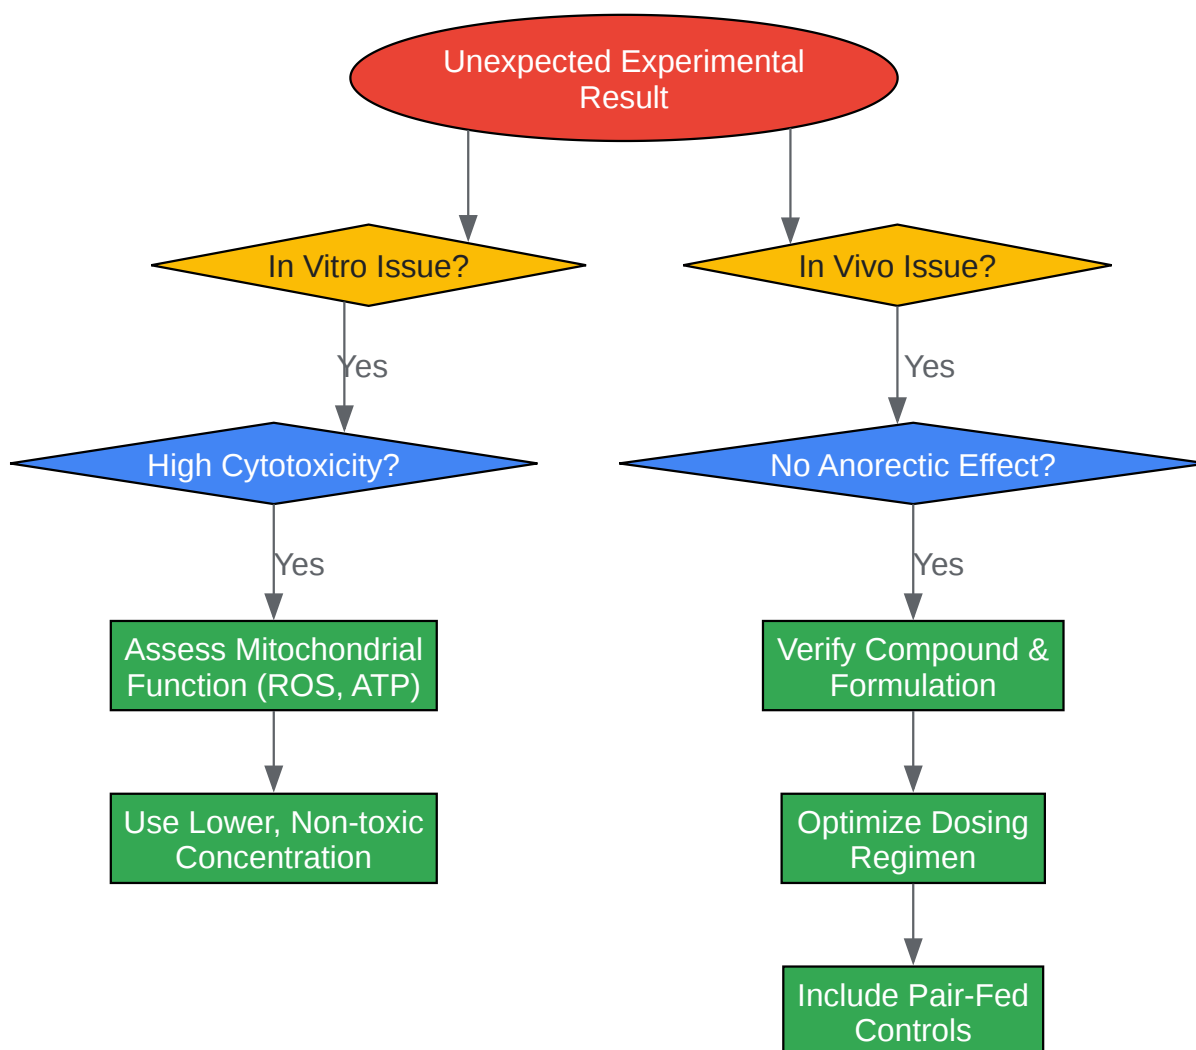 Unexpected Experimental
Result
In Vitro Issue?
In Vivo Issue?
Yes
Yes
High Cytotoxicity?
No Anorectic Effect?
Yes
Yes
Assess Mitochondrial
Function (ROS, ATP)
Verify Compound &
Formulation
Use Lower, Non-toxic
Concentration
Optimize Dosing
Regimen
Include Pair-Fed
Controls